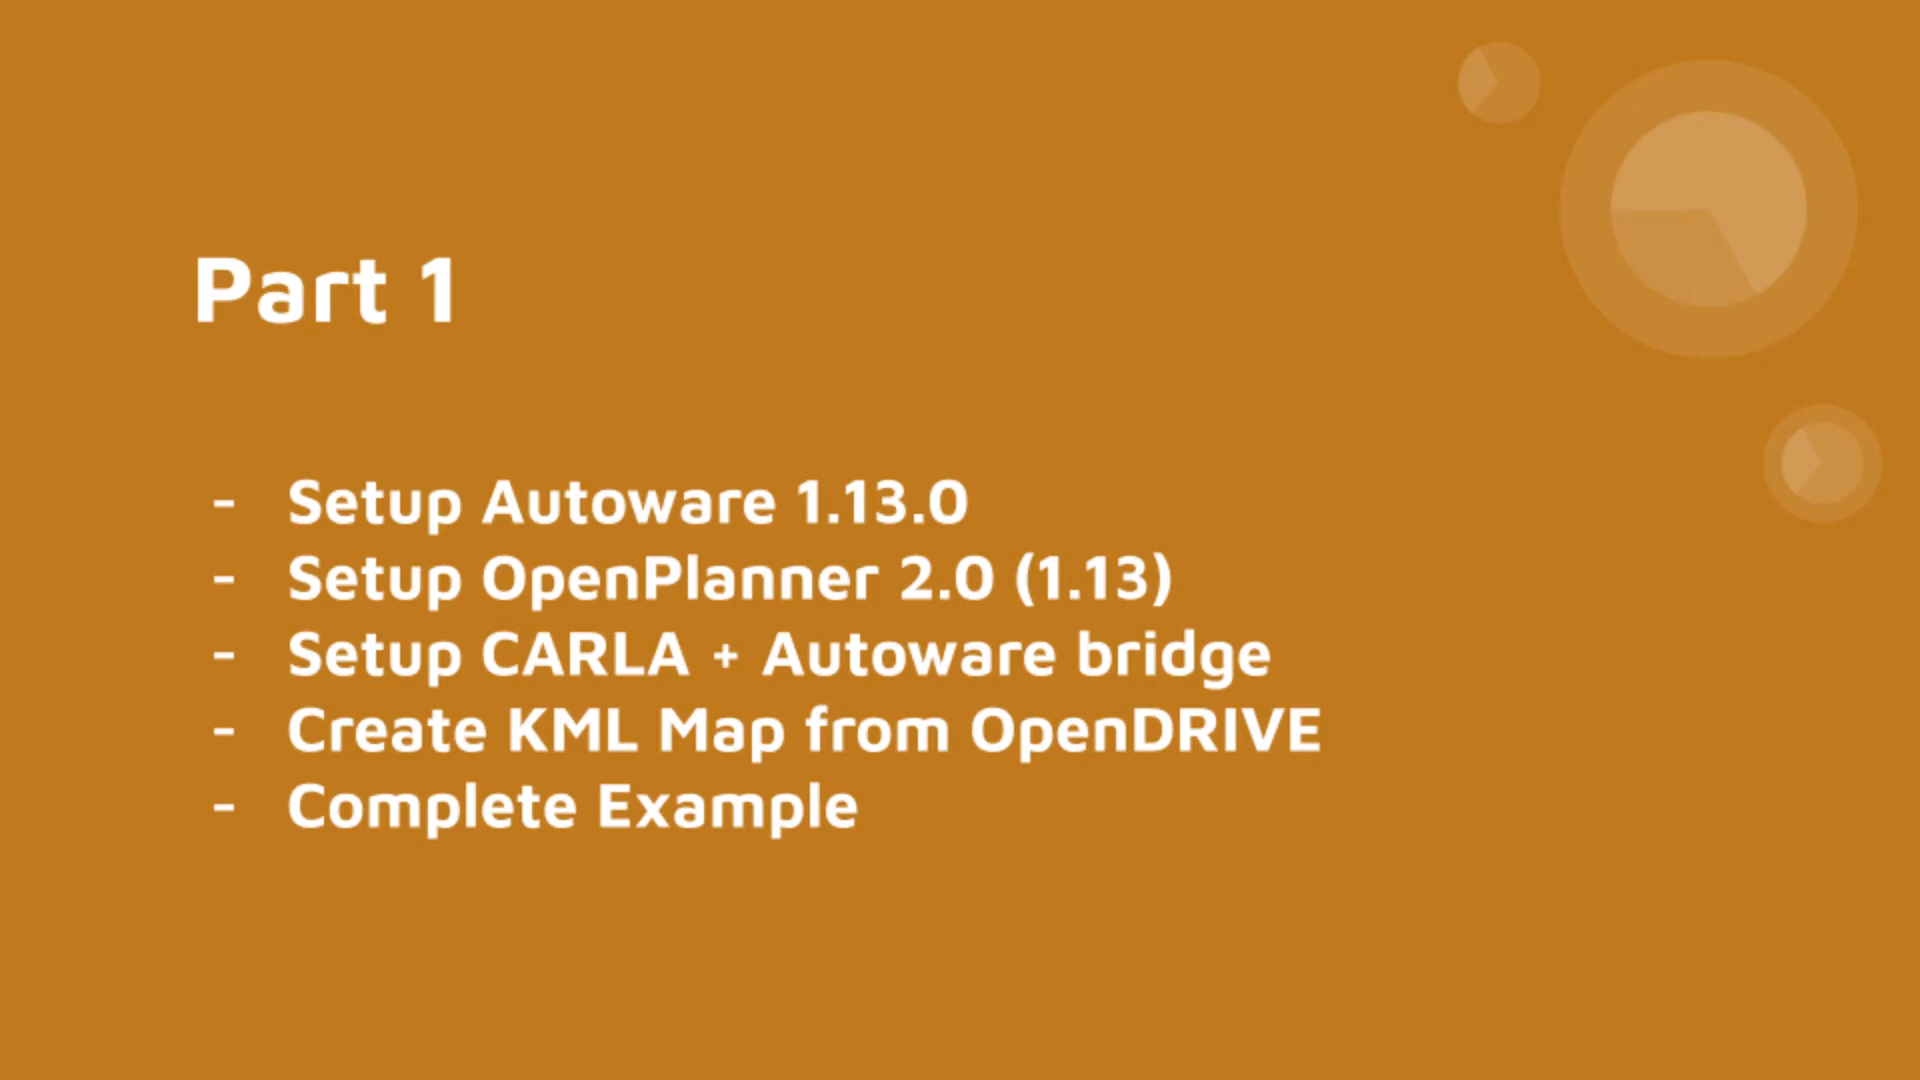 Part 1
- Setup Autoware 1.13.0
- Setup OpenPlanner 2.0 (1.13)
- Setup CARLA + Autoware bridge
- Create KML Map from OpenDRIVE
- Complete Example